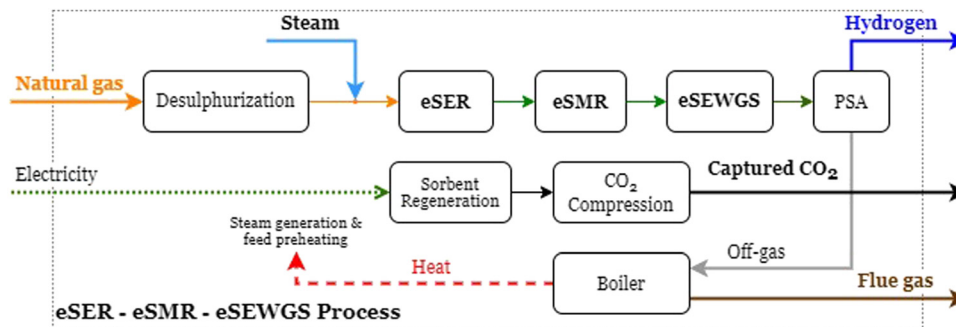 Steam
Hydrogen
Natural gas
Desulphurization
eSER
eSMR
eSEWGS
PSA
Electricity
Sorbent
Regeneration
CO₂
Compression
Captured CO₂
Steam generation &
feed preheating
Heat
Boiler
Off-gas
Flue gas
eSER - eSMR - eSEWGS Process